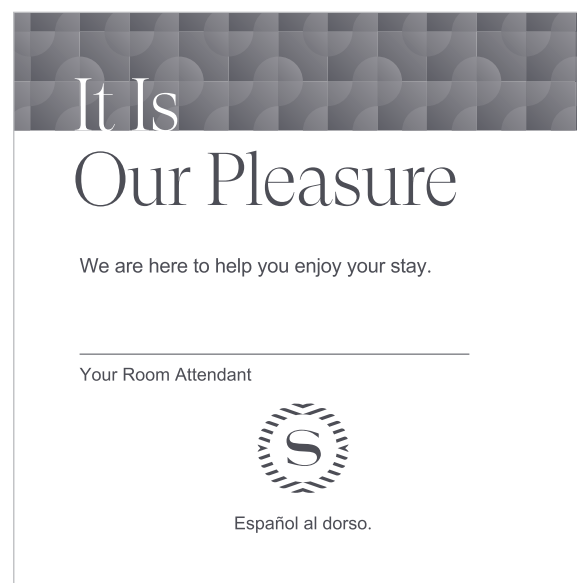 It Is
Our Pleasure
We are here to help you enjoy your stay.
Your Room Attendant
S
Español al dorso.